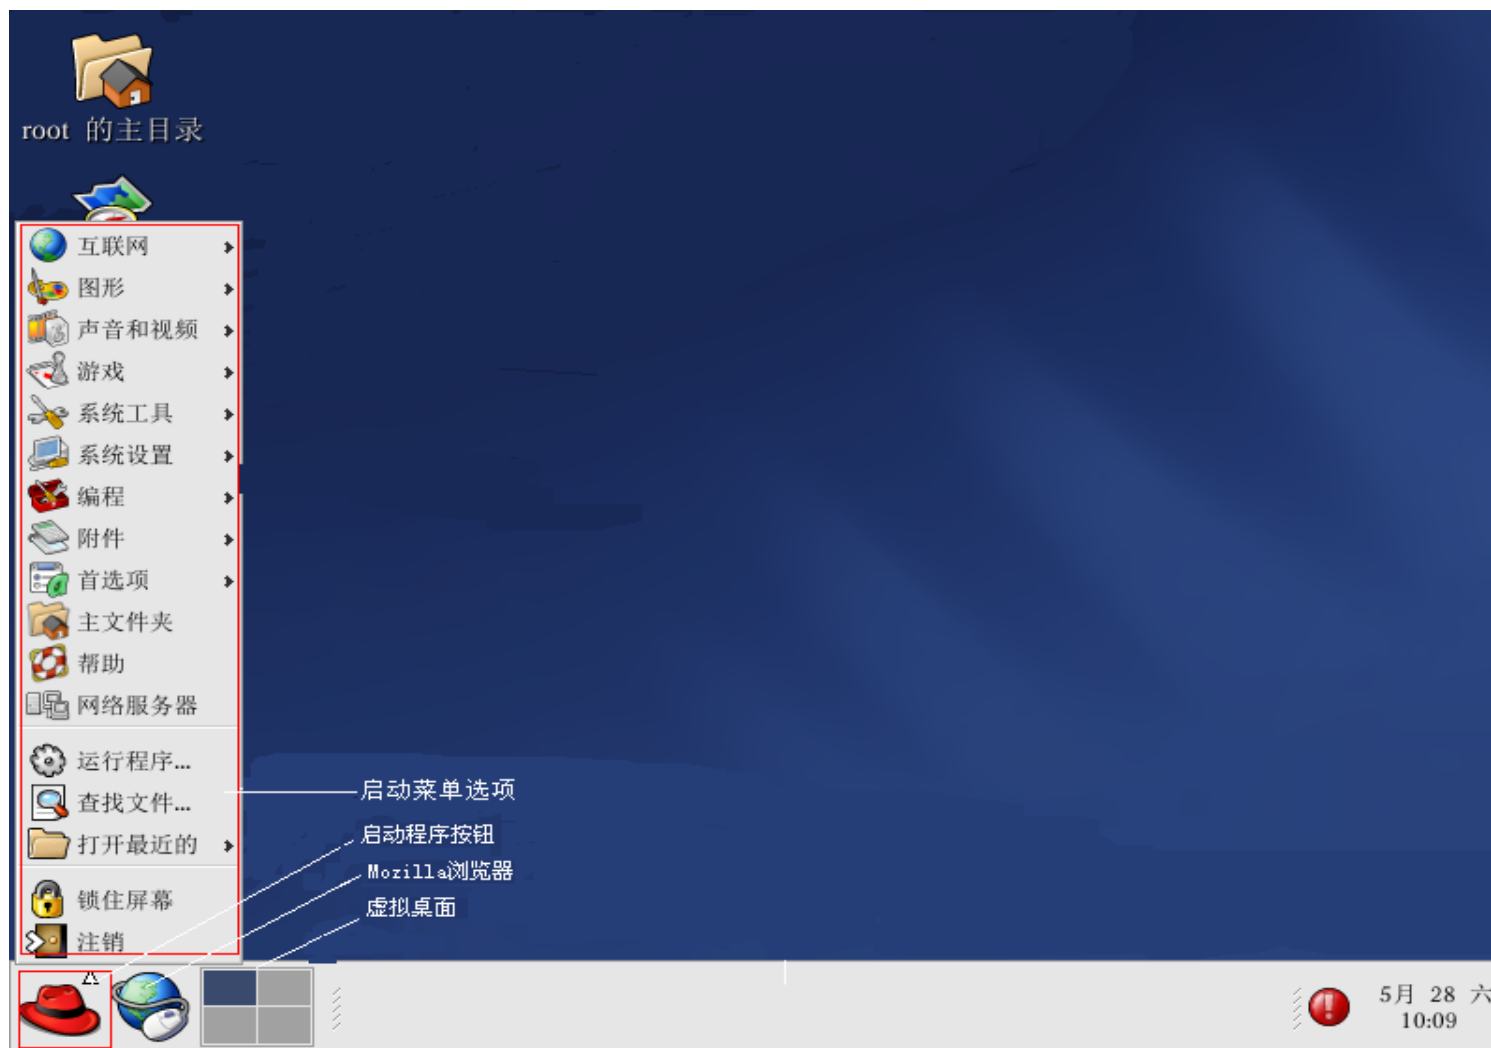 root 的主目录
互联网
图形
声音和视频
游戏
系统工具
系统设置
编程
附件
首选项
主文件夹
帮助
网络服务器
运行程序...
查找文件...
打开最近的
锁住屏幕
注销
启动菜单选项
启动程序按钮
Mozilla浏览器
虚拟桌面
5月 28 六
10:09